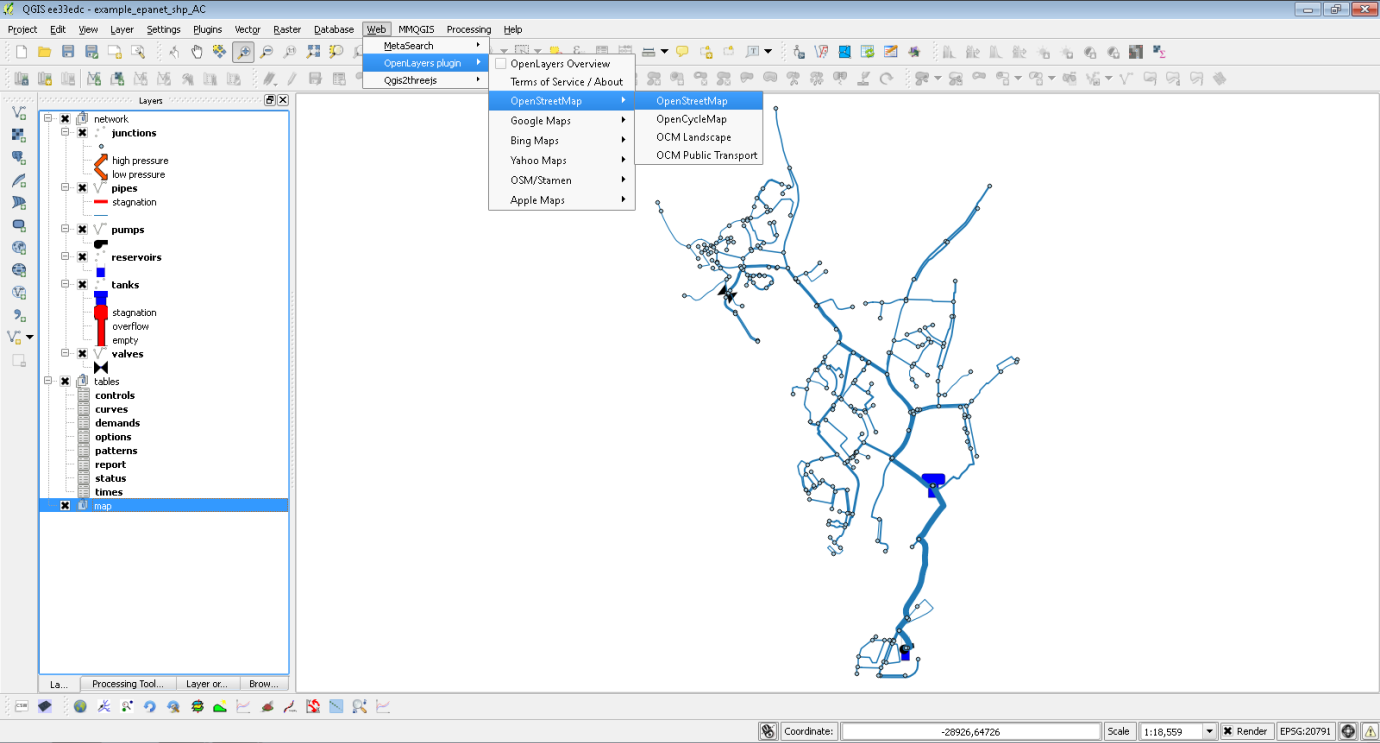 QGIS ee33edc - example_epanet_shp_AC
Project Edit View Layer Settings Plugins Vector Raster Database Web MMQGIS Processing Help
MetaSearch
OpenLayers plugin
Qgis2threejs
OpenLayers Overview
Terms of Service / About
OpenStreetMap
Google Maps
Bing Maps
Yahoo Maps
OSM/Stamen
Apple Maps
OpenStreetMap
OpenCycleMap
OCM Landscape
OCM Public Transport
Layers
network
junctions
high pressure
low pressure
pipes
stagnation
pumps
reservoirs
tanks
stagnation
overflow
empty
valves
tables
controls
curves
demands
options
patterns
report
status
times
map
La... Processing Tool... Layer or... Brow...
Coordinate: -28926,64726 Scale 1:18,559 Render EPSG:20791